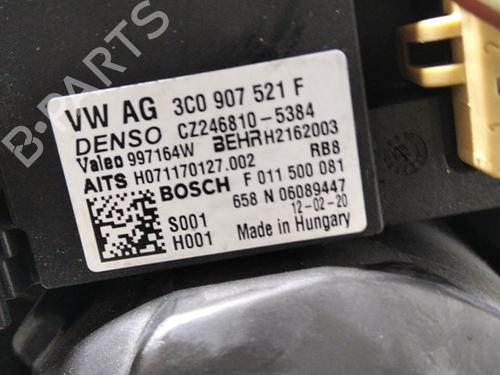 VW AG 3C0 907 521 F
DENSO CZ246810-5384
Valeo 997164W BEHR H2162003
AITS H071170127.002 RB8
BOSCH F 011 500 081
658 N 06089447
S001 12-02-20
H001 Made in Hungary
B-PARTS